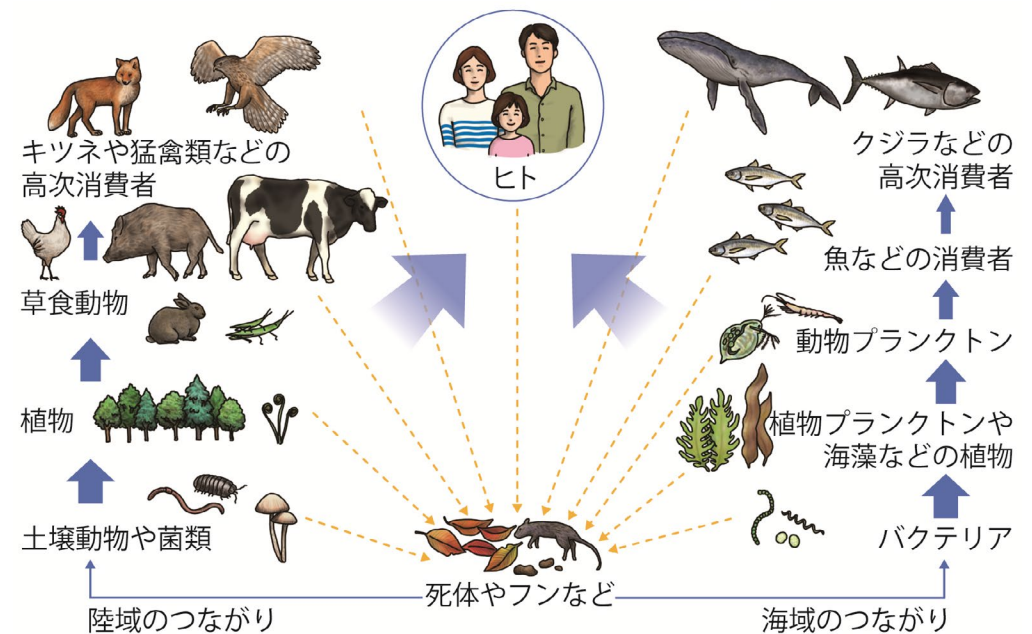 ヒト
キツネや猛禽類などの
高次消費者
草食動物
植物
土壌動物や菌類
陸域のつながり
クジラなどの
高次消費者
魚などの消費者
動物プランクトン
植物プランクトンや
海藻などの植物
バクテリア
海域のつながり
死体やフンなど